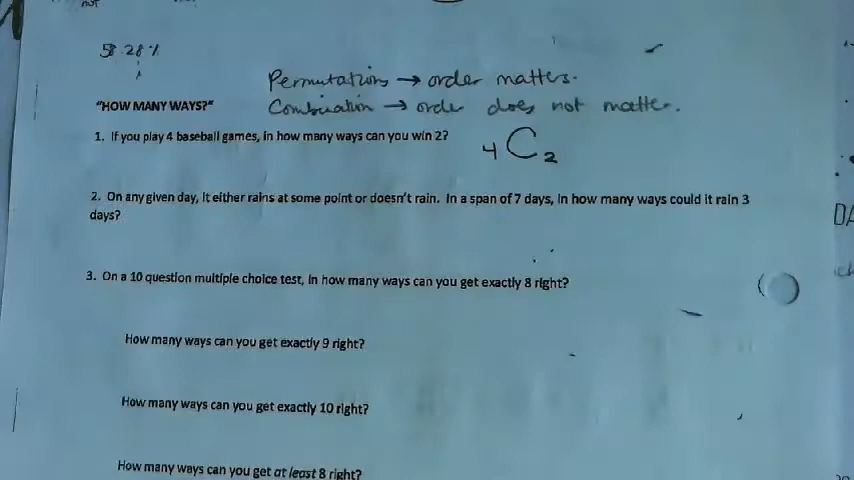 not
58.28%
Permutations → order matters.
"HOW MANY WAYS?"
Combination → order does not matter.
1. If you play 4 baseball games, in how many ways can you win 2?
4C2
2. On any given day, it either rains at some point or doesn't rain. In a span of 7 days, in how many ways could it rain 3
days?
DA
3. On a 10 question multiple choice test, in how many ways can you get exactly 8 right?
How many ways can you get exactly 9 right?
How many ways can you get exactly 10 right?
How many ways can you get at least 8 right?